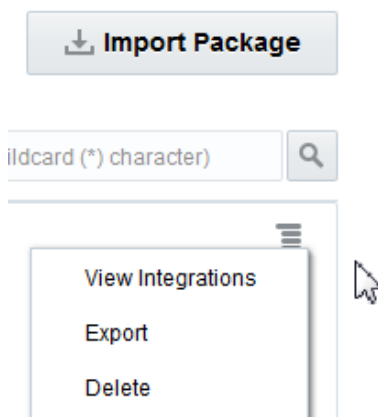 Import Package
ildcard (*) character)
View Integrations
Export
Delete